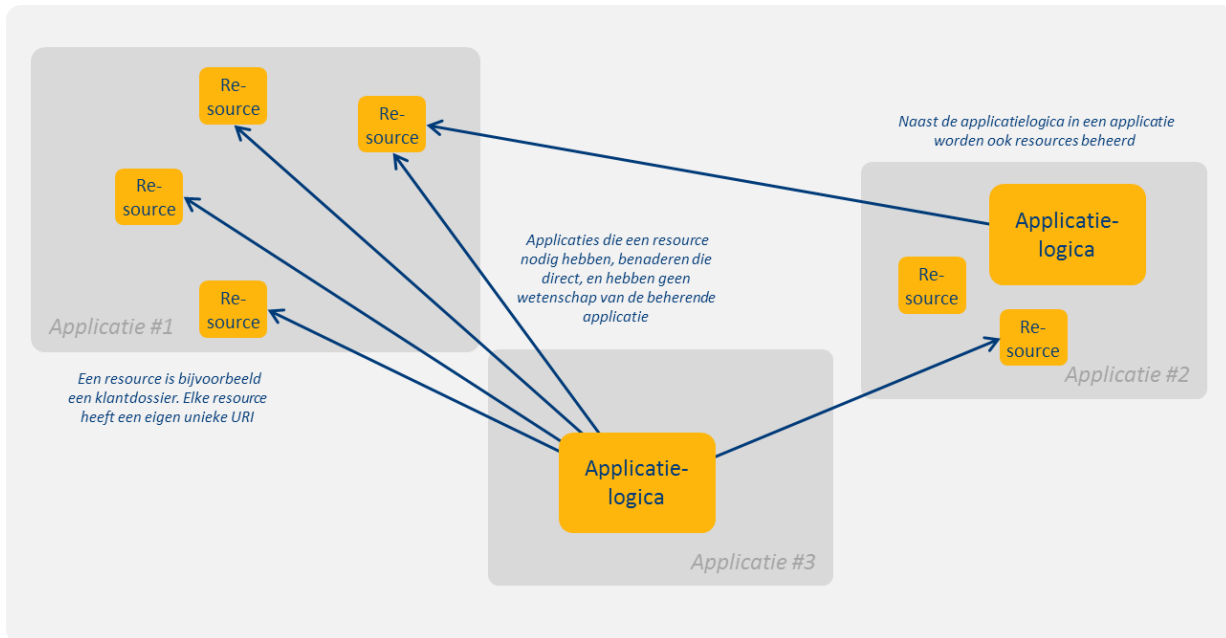 Re-
source
Re-
source
Re-
source
Re-
source
Applicatie #1
Een resource is bijvoorbeeld
een klantdossier. Elke resource
heeft een eigen unieke URI
Applicaties die een resource
nodig hebben, benaderen die
direct, en hebben geen
wetenschap van de beherende
applicatie
Naast de applicatielogica in een applicatie
worden ook resources beheerd
Applicatie-
logica
Re-
source
Re-
source
Applicatie #2
Applicatie-
logica
Applicatie #3